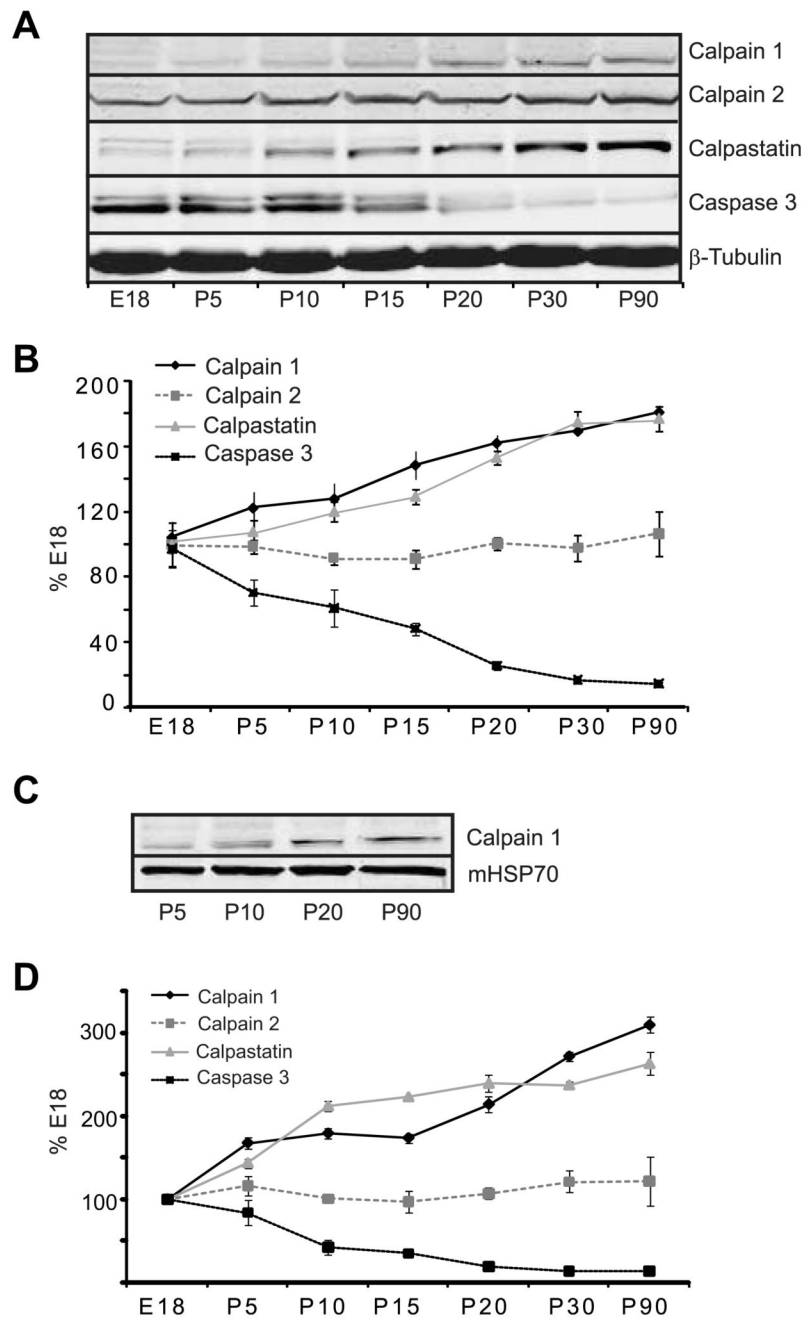 A
Calpain 1
Calpain 2
Calpastatin
Caspase 3
β-Tubulin
E18 P5 P10 P15 P20 P30 P90
B
Calpain 1
Calpain 2
Calpastatin
Caspase 3
200
160
120
80
40
0
% E18
E18 P5 P10 P15 P20 P30 P90
C
Calpain 1
mHSP70
P5 P10 P20 P90
D
Calpain 1
Calpain 2
Calpastatin
Caspase 3
300
200
100
% E18
E18 P5 P10 P15 P20 P30 P90